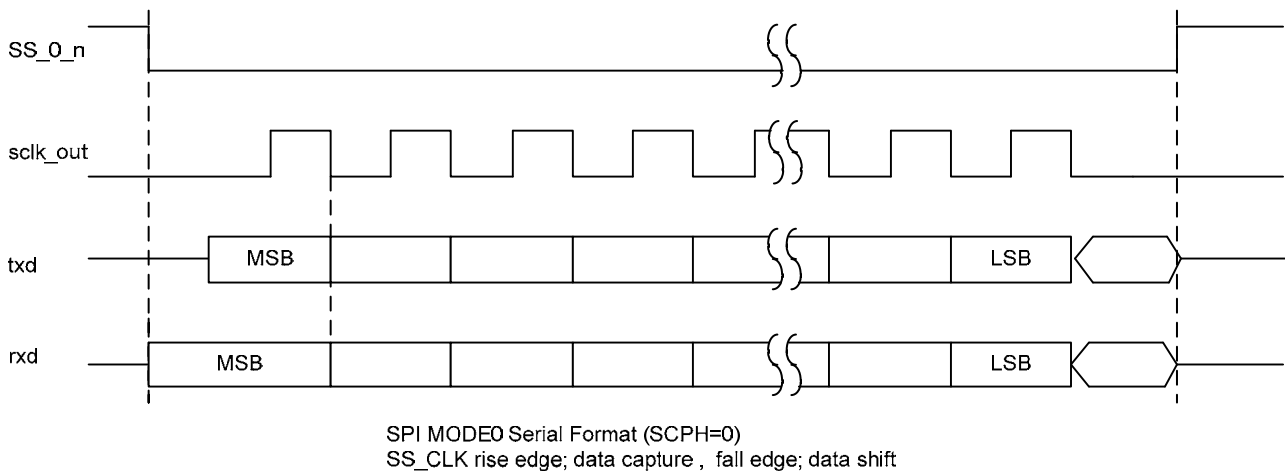 SS_0_n
sclk_out
txd
MSB
LSB
rxd
MSB
LSB
SPI MODE0 Serial Format (SCPH=0)
SS_CLK rise edge; data capture , fall edge; data shift